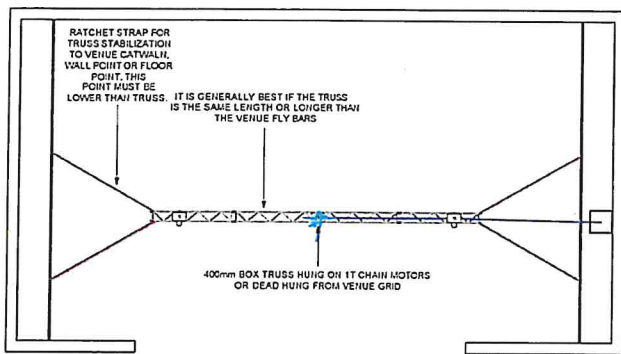 RATCHET STRAP FOR
TRUSS STABILIZATION
TO VENUE CATWALN,
WALL POINT OR FLOOR
POINT. THIS
POINT MUST BE
LOWER THAN TRUSS.
IT IS GENERALLY BEST IF THE TRUSS
IS THE SAME LENGTH OR LONGER THAN
THE VENUE FLY BARS
400mm BOX TRUSS HUNG ON 1T CHAIN MOTORS
OR DEAD HUNG FROM VENUE GRID